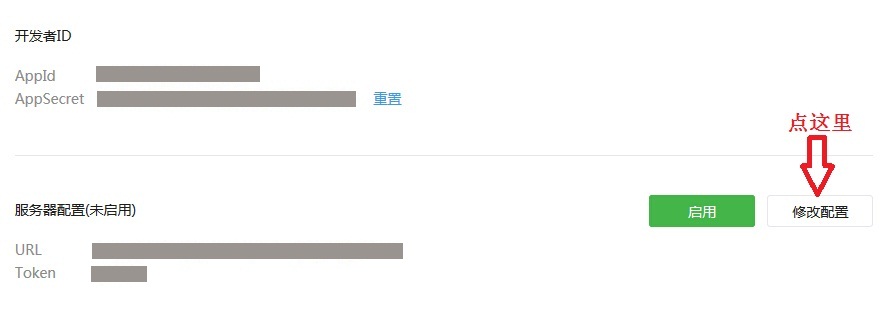 开发者ID
AppId
AppSecret 重置
点这里
服务器配置(未启用) 启用 修改配置
URL
Token